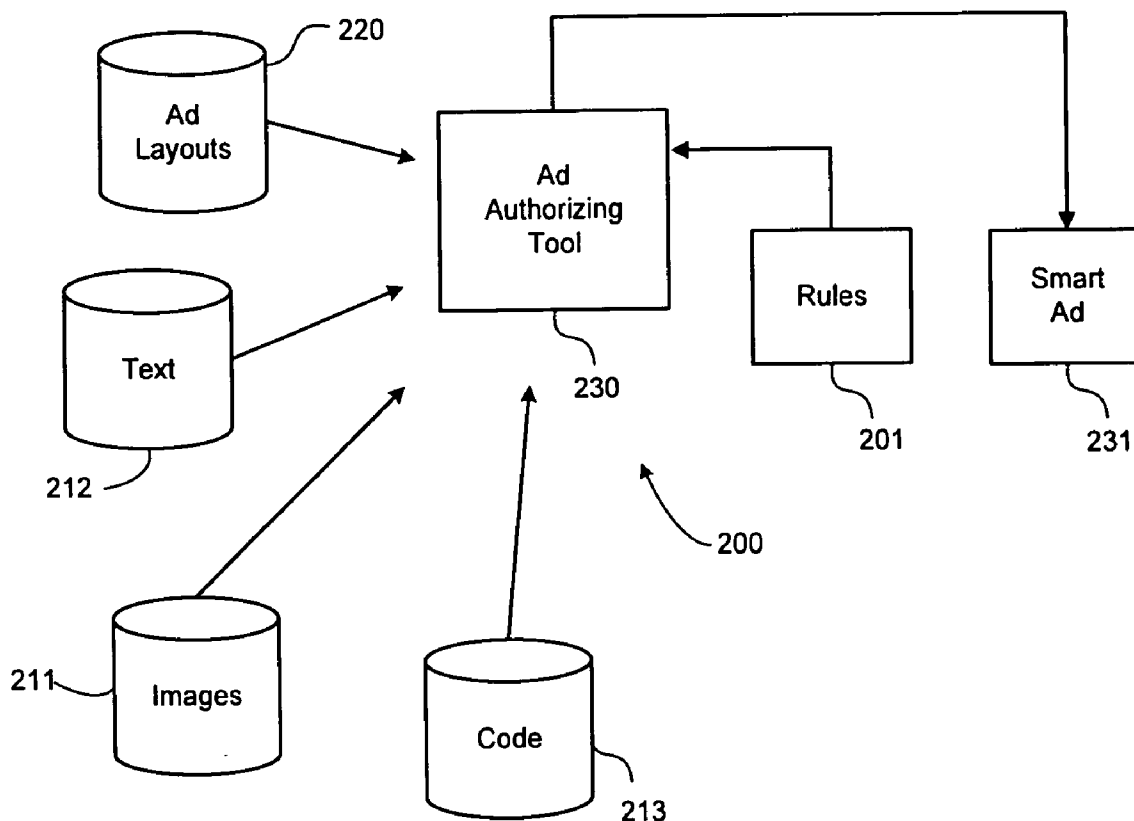 220
Ad
Layouts
Ad
Authorizing
Tool
Rules
Smart
Ad
Text
230
201
231
212
200
211
Images
Code
213